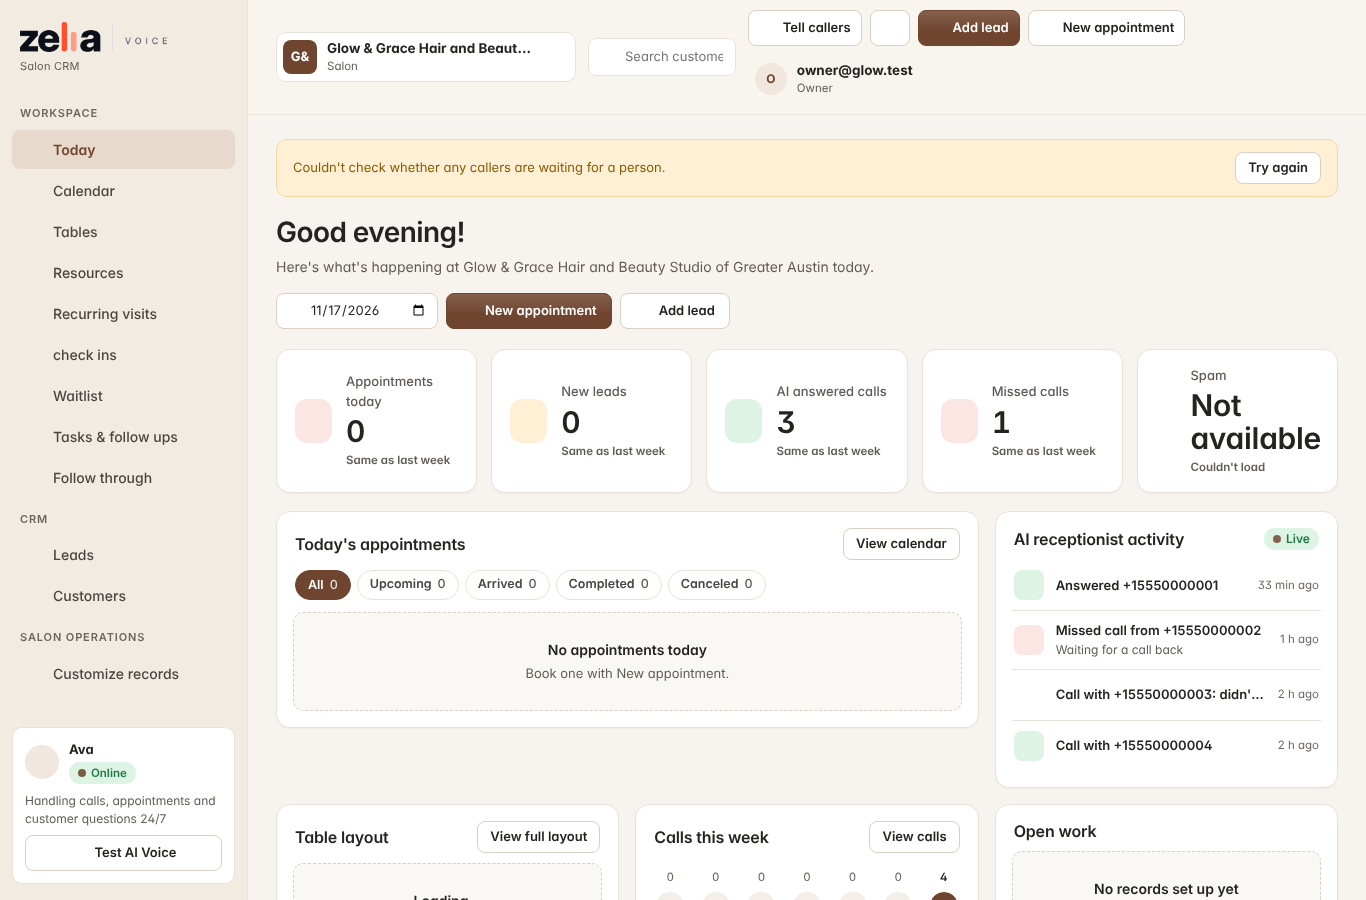 zelia VOICE
Salon CRM
WORKSPACE
Today
Calendar
Tables
Resources
Recurring visits
check ins
Waitlist
Tasks & follow ups
Follow through
CRM
Leads
Customers
SALON OPERATIONS
Customize records
Ava
Online
Handling calls, appointments and
customer questions 24/7
Test AI Voice
G&
Glow & Grace Hair and Beaut...
Salon
Search custome
Tell callers
Add lead
New appointment
O
owner@glow.test
Owner
Couldn't check whether any callers are waiting for a person.
Try again
Good evening!
Here's what's happening at Glow & Grace Hair and Beauty Studio of Greater Austin today.
11/17/2026
New appointment
Add lead
Appointments
today
0
Same as last week
New leads
0
Same as last week
AI answered calls
3
Same as last week
Missed calls
1
Same as last week
Spam
Not
available
Couldn't load
Today's appointments
View calendar
All 0
Upcoming 0
Arrived 0
Completed 0
Canceled 0
No appointments today
Book one with New appointment.
AI receptionist activity
Live
Answered +15550000001
33 min ago
Missed call from +15550000002
Waiting for a call back
1 h ago
Call with +15550000003: didn'...
2 h ago
Call with +15550000004
2 h ago
Table layout
View full layout
Calls this week
View calls
0 0 0 0 0 0 4
Open work
No records set up yet